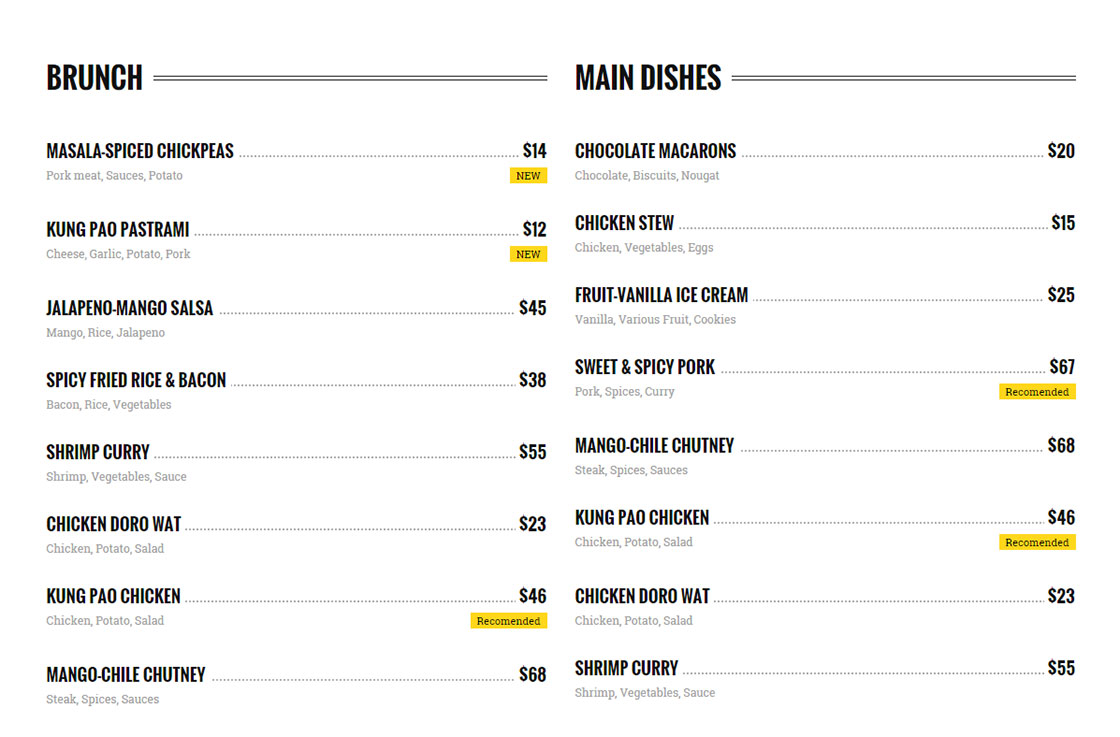 BRUNCH
MASALA-SPICED CHICKPEAS $14
Pork meat, Sauces, Potato NEW
KUNG PAO PASTRAMI $12
Cheese, Garlic, Potato, Pork NEW
JALAPENO-MANGO SALSA $45
Mango, Rice, Jalapeno
SPICY FRIED RICE & BACON $38
Bacon, Rice, Vegetables
SHRIMP CURRY $55
Shrimp, Vegetables, Sauce
CHICKEN DORO WAT $23
Chicken, Potato, Salad
KUNG PAO CHICKEN $46
Chicken, Potato, Salad Recomended
MANGO-CHILE CHUTNEY $68
Steak, Spices, Sauces
MAIN DISHES
CHOCOLATE MACARONS $20
Chocolate, Biscuits, Nougat
CHICKEN STEW $15
Chicken, Vegetables, Eggs
FRUIT-VANILLA ICE CREAM $25
Vanilla, Various Fruit, Cookies
SWEET & SPICY PORK $67
Pork, Spices, Curry Recomended
MANGO-CHILE CHUTNEY $68
Steak, Spices, Sauces
KUNG PAO CHICKEN $46
Chicken, Potato, Salad Recomended
CHICKEN DORO WAT $23
Chicken, Potato, Salad
SHRIMP CURRY $55
Shrimp, Vegetables, Sauce